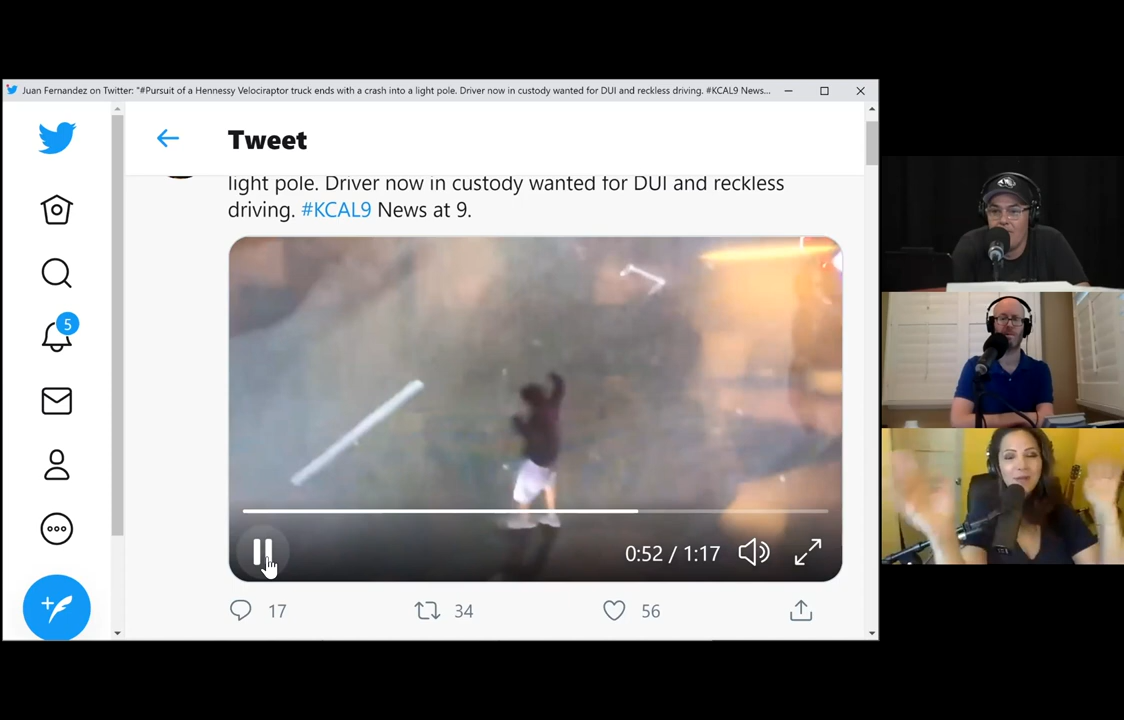 Juan Fernandez on Twitter: "#Pursuit of a Hennessy Velociraptor truck ends with a crash into a light pole. Driver now in custody wanted for DUI and reckless driving. #KCAL9 News...
Tweet
light pole. Driver now in custody wanted for DUI and reckless
driving. #KCAL9 News at 9.
5
0:52 / 1:17
17
34
56